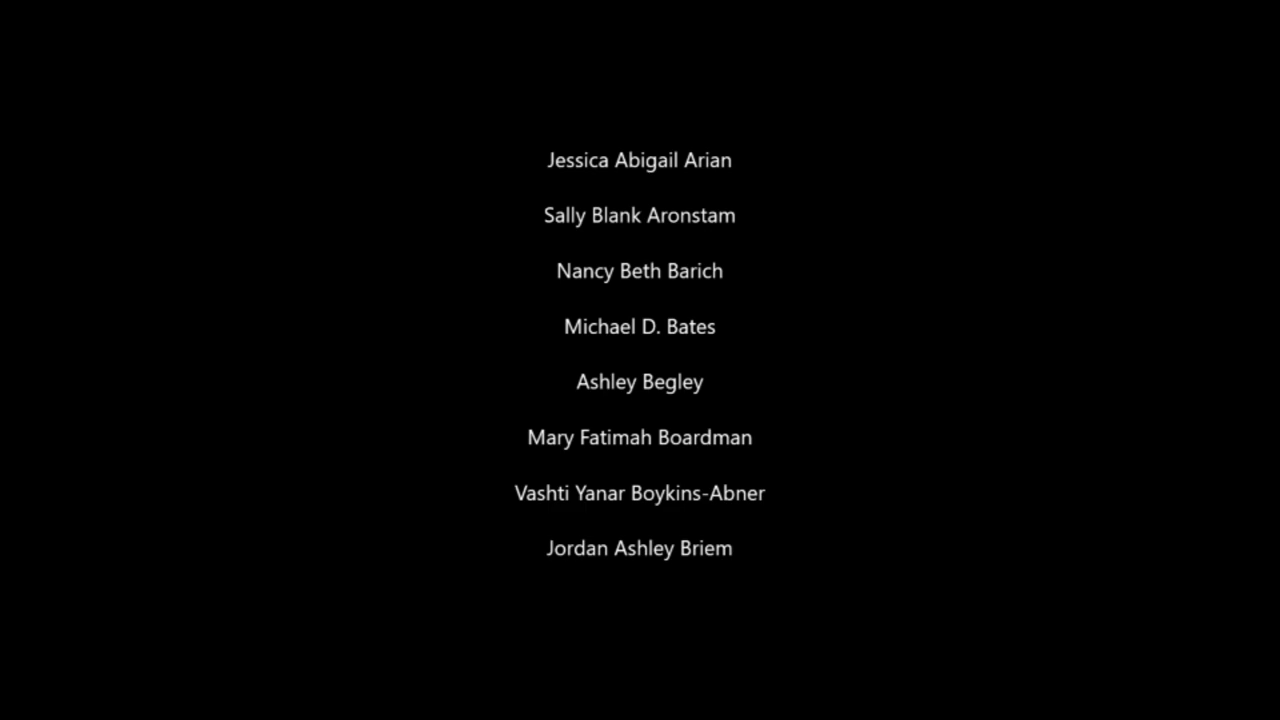 Jessica Abigail Arian
Sally Blank Aronstam
Nancy Beth Barich
Michael D. Bates
Ashley Begley
Mary Fatimah Boardman
Vashti Yanar Boykins-Abner
Jordan Ashley Briem